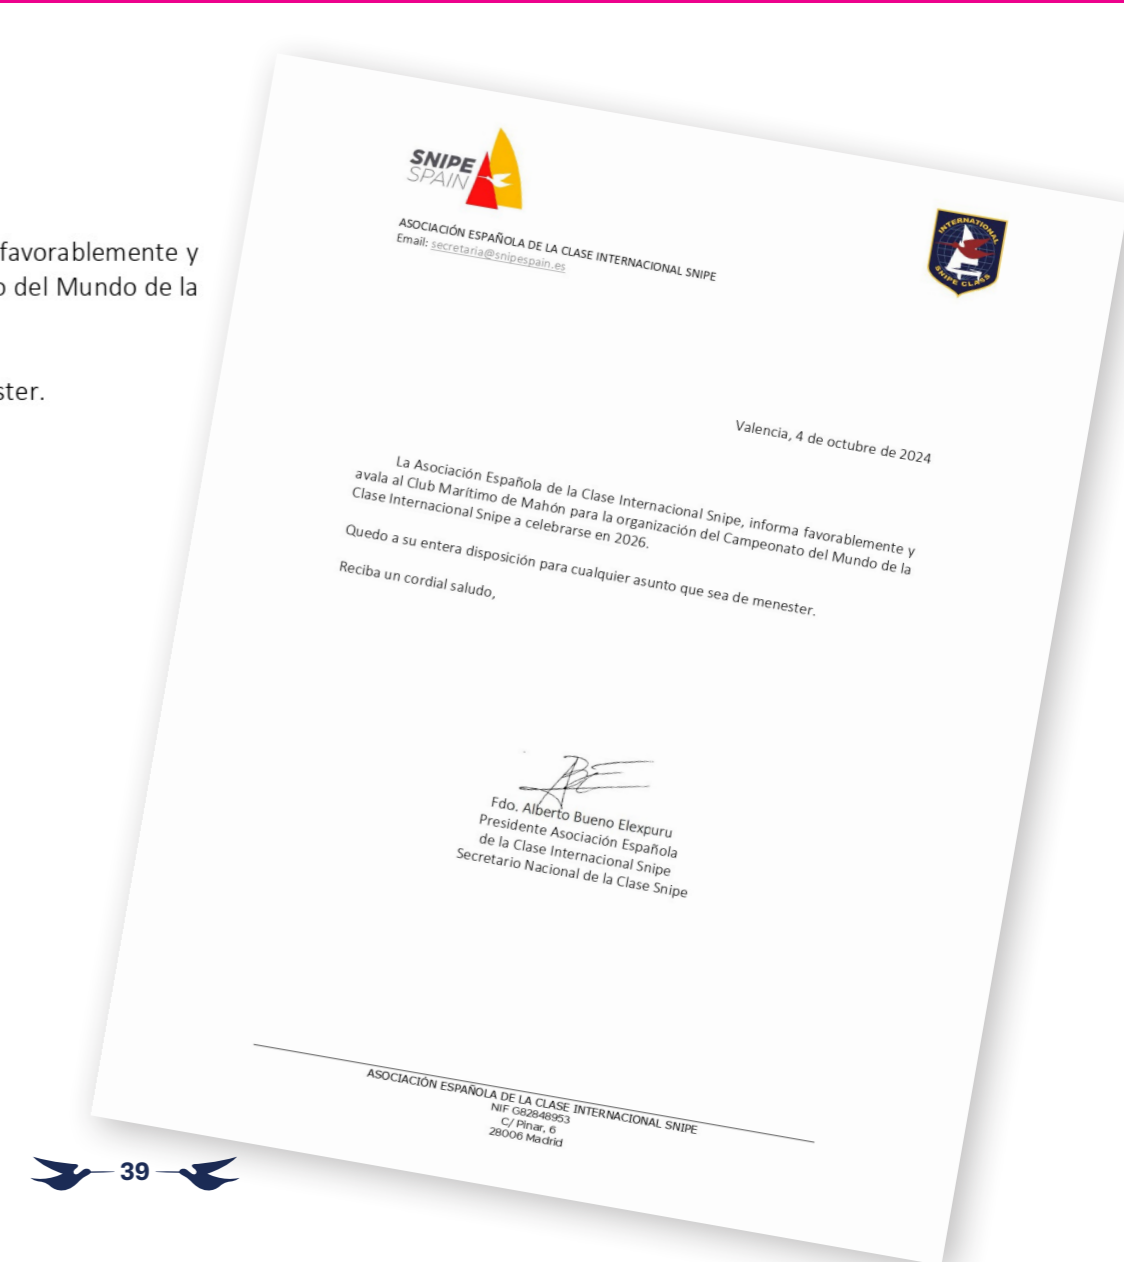 favorablemente y
del Mundo de la
SNIPE
SPAIN
ASOCIACIÓN ESPAÑOLA DE LA CLASE INTERNACIONAL SNIPE
Email: secretaria@snipespain.es
INTERNATIONAL
SNIPE CLASS
Valencia, 4 de octubre de 2024
La Asociación Española de la Clase Internacional Snipe, informa favorablemente y
avala al Club Marítimo de Mahón para la organización del Campeonato del Mundo de la
Clase Internacional Snipe a celebrarse en 2026.
Quedo a su entera disposición para cualquier asunto que sea de menester.
Reciba un cordial saludo,
Fdo. Alberto Bueno Elexpuru
Presidente Asociación Española
de la Clase Internacional Snipe
Secretario Nacional de la Clase Snipe
ASOCIACIÓN ESPAÑOLA DE LA CLASE INTERNACIONAL SNIPE
NIF G82848953
C/ Pinar, 6
28006 Madrid
39